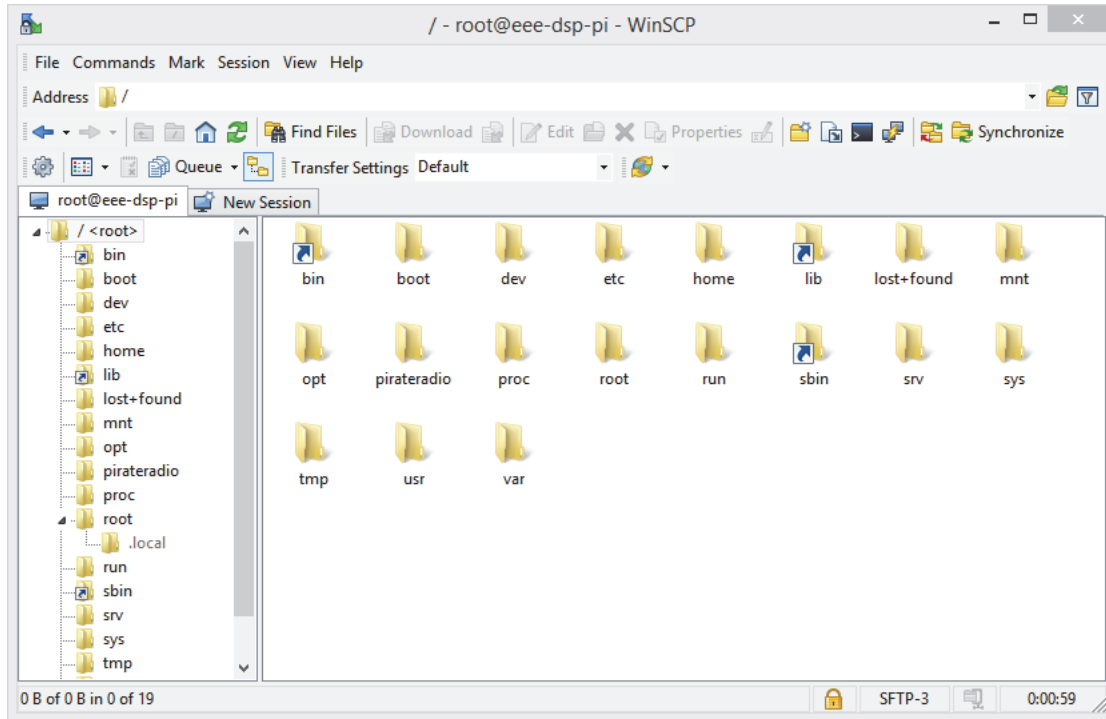 / - root@eee-dsp-pi - WinSCP
File Commands Mark Session View Help
Address /
Find Files Download Edit Properties Synchronize
Queue Transfer Settings Default
root@eee-dsp-pi New Session
/ <root>
bin
boot
dev
etc
home
lib
lost+found
mnt
opt
pirateradio
proc
root
.local
run
sbin
srv
sys
tmp
bin boot dev etc home lib lost+found mnt
opt pirateradio proc root run sbin srv sys
tmp usr var
0 B of 0 B in 0 of 19 SFTP-3 0:00:59